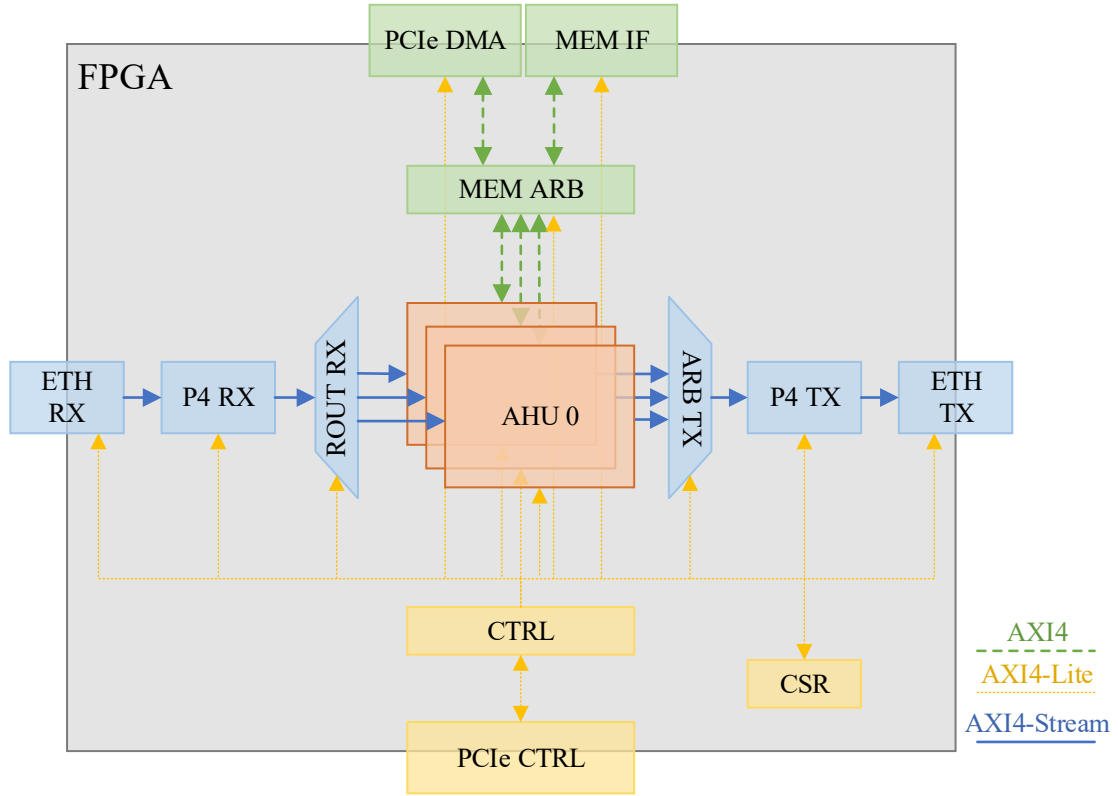 PCIe DMA
MEM IF
FPGA
MEM ARB
ETH
RX
P4 RX
ROUT RX
AHU 0
ARB TX
P4 TX
ETH
TX
CTRL
CSR
PCIe CTRL
AXI4
AXI4-Lite
AXI4-Stream